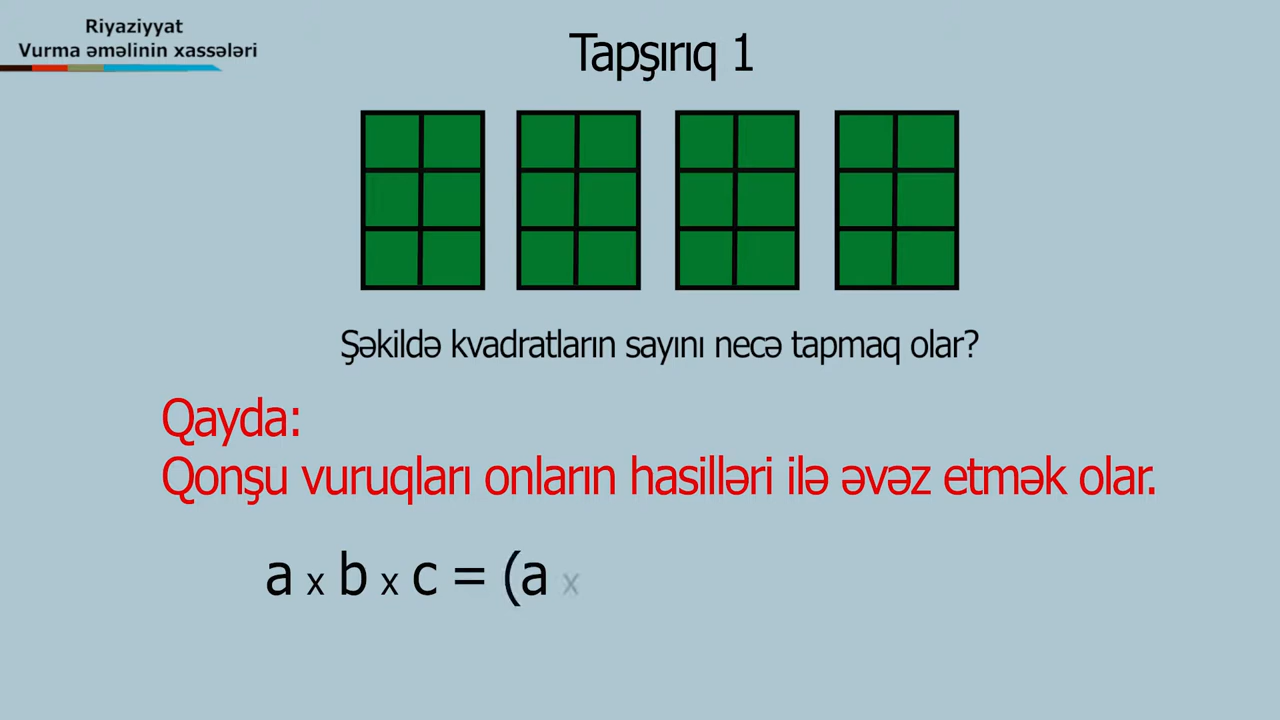 Riyaziyyat
Vurma əməlinin xassələri
Tapşırıq 1
Şəkildə kvadratların sayını necə tapmaq olar?
Qayda:
Qonşu vuruqları onların hasilləri ilə əvəz etmək olar.
a x b x c = (a x